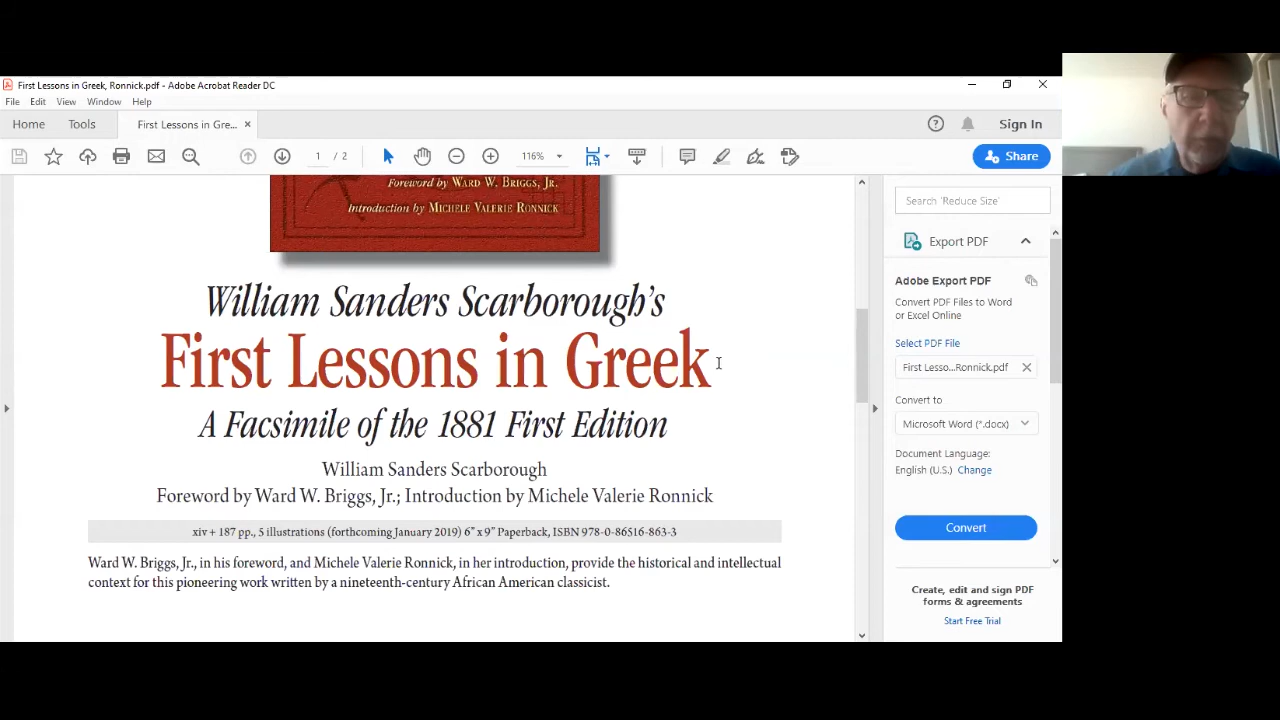 First Lessons in Greek, Ronnick.pdf - Adobe Acrobat Reader DC
File Edit View Window Help
Home Tools First Lessons in Gre... × Sign In
1 / 2 116% Share
Foreword by WARD W. BRIGGS, JR.
Introduction by MICHELE VALERIE RONNICK
William Sanders Scarborough's
First Lessons in Greek
A Facsimile of the 1881 First Edition
William Sanders Scarborough
Foreword by Ward W. Briggs, Jr.; Introduction by Michele Valerie Ronnick
xiv + 187 pp., 5 illustrations (forthcoming January 2019) 6" x 9" Paperback, ISBN 978-0-86516-863-3
Ward W. Briggs, Jr., in his foreword, and Michele Valerie Ronnick, in her introduction, provide the historical and intellectual
context for this pioneering work written by a nineteenth-century African American classicist.
Search 'Reduce Size'
Export PDF
Adobe Export PDF
Convert PDF Files to Word
or Excel Online
Select PDF File
First Lesso...Ronnick.pdf
Convert to
Microsoft Word (*.docx)
Document Language:
English (U.S.) Change
Convert
Create, edit and sign PDF
forms & agreements
Start Free Trial